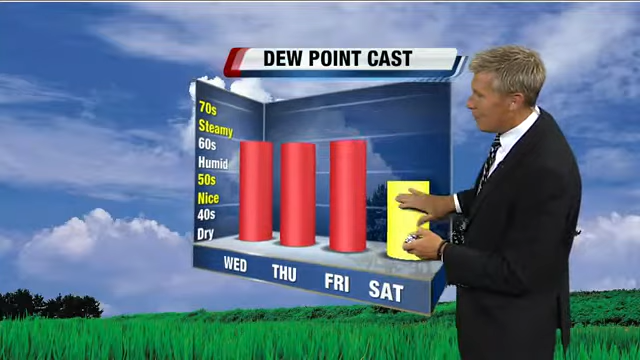 DEW POINT CAST
70s
Steamy
60s
Humid
50s
Nice
40s
Dry
WED THU FRI SAT